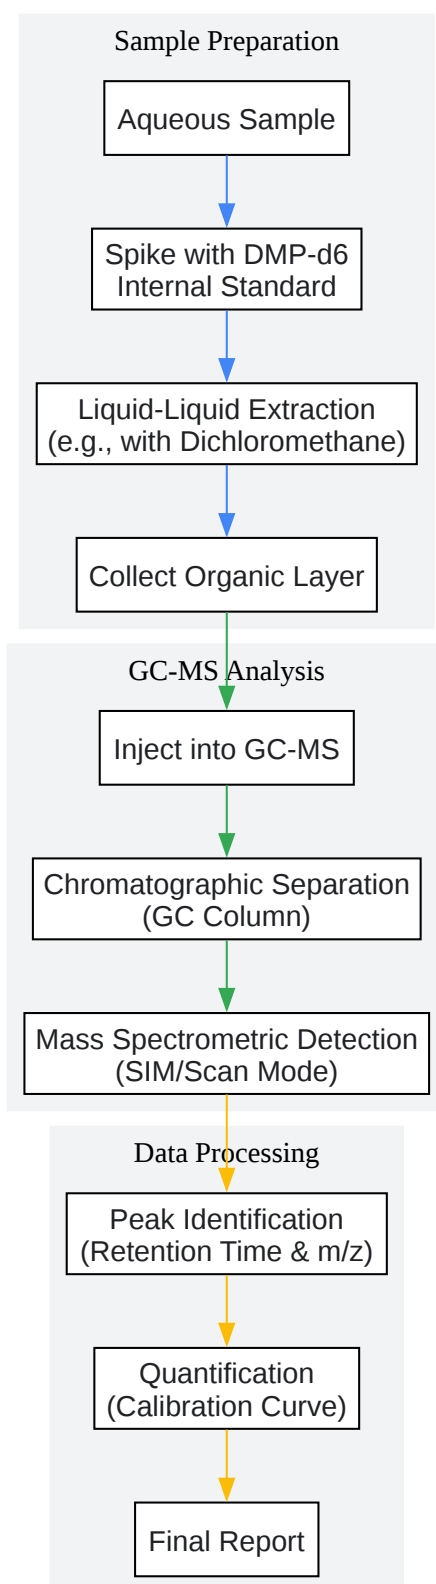 Sample Preparation
Aqueous Sample
Spike with DMP-d6
Internal Standard
Liquid-Liquid Extraction
(e.g., with Dichloromethane)
Collect Organic Layer
GC-MS Analysis
Inject into GC-MS
Chromatographic Separation
(GC Column)
Mass Spectrometric Detection
(SIM/Scan Mode)
Data Processing
Peak Identification
(Retention Time & m/z)
Quantification
(Calibration Curve)
Final Report